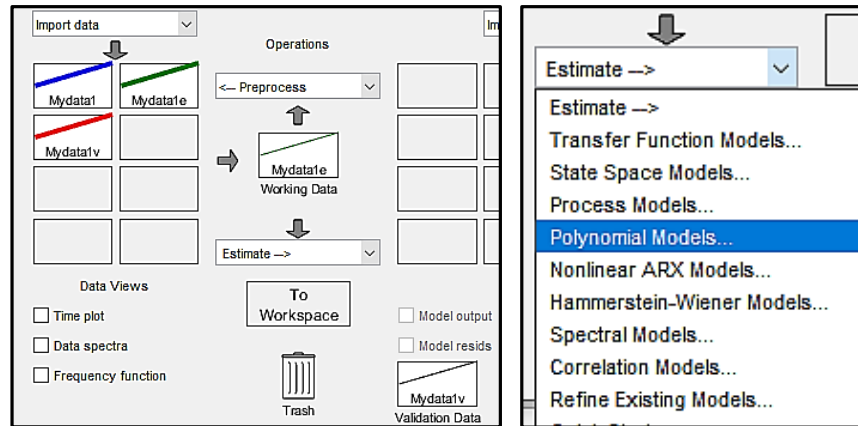 Import data
Im
Operations
Mydata1
Mydata1e
<-- Preprocess
Mydata1v
Mydata1e
Working Data
Estimate -->
Data Views
To
Workspace
Time plot
Model output
Data spectra
Model resids
Frequency function
Trash
Mydata1v
Validation Data
Estimate -->
Estimate -->
Transfer Function Models...
State Space Models...
Process Models...
Polynomial Models...
Nonlinear ARX Models...
Hammerstein-Wiener Models...
Spectral Models...
Correlation Models...
Refine Existing Models...